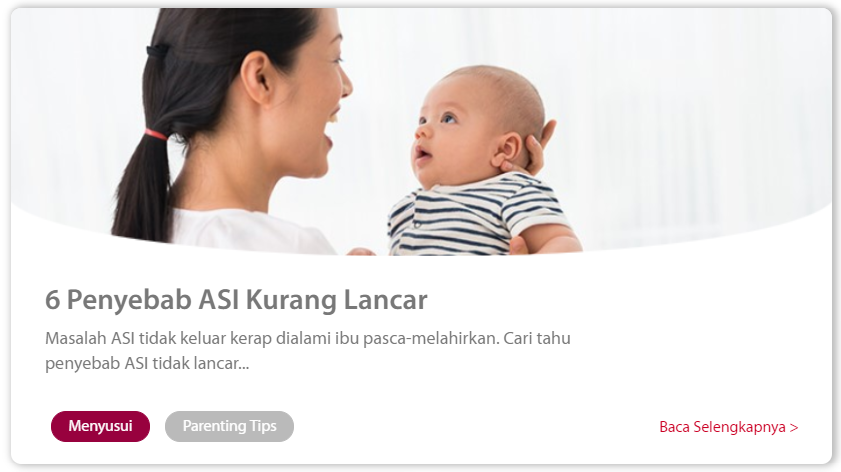 6 Penyebab ASI Kurang Lancar
Masalah ASI tidak keluar kerap dialami ibu pasca-melahirkan. Cari tahu
penyebab ASI tidak lancar...
Menyusui
Parenting Tips
Baca Selengkapnya >